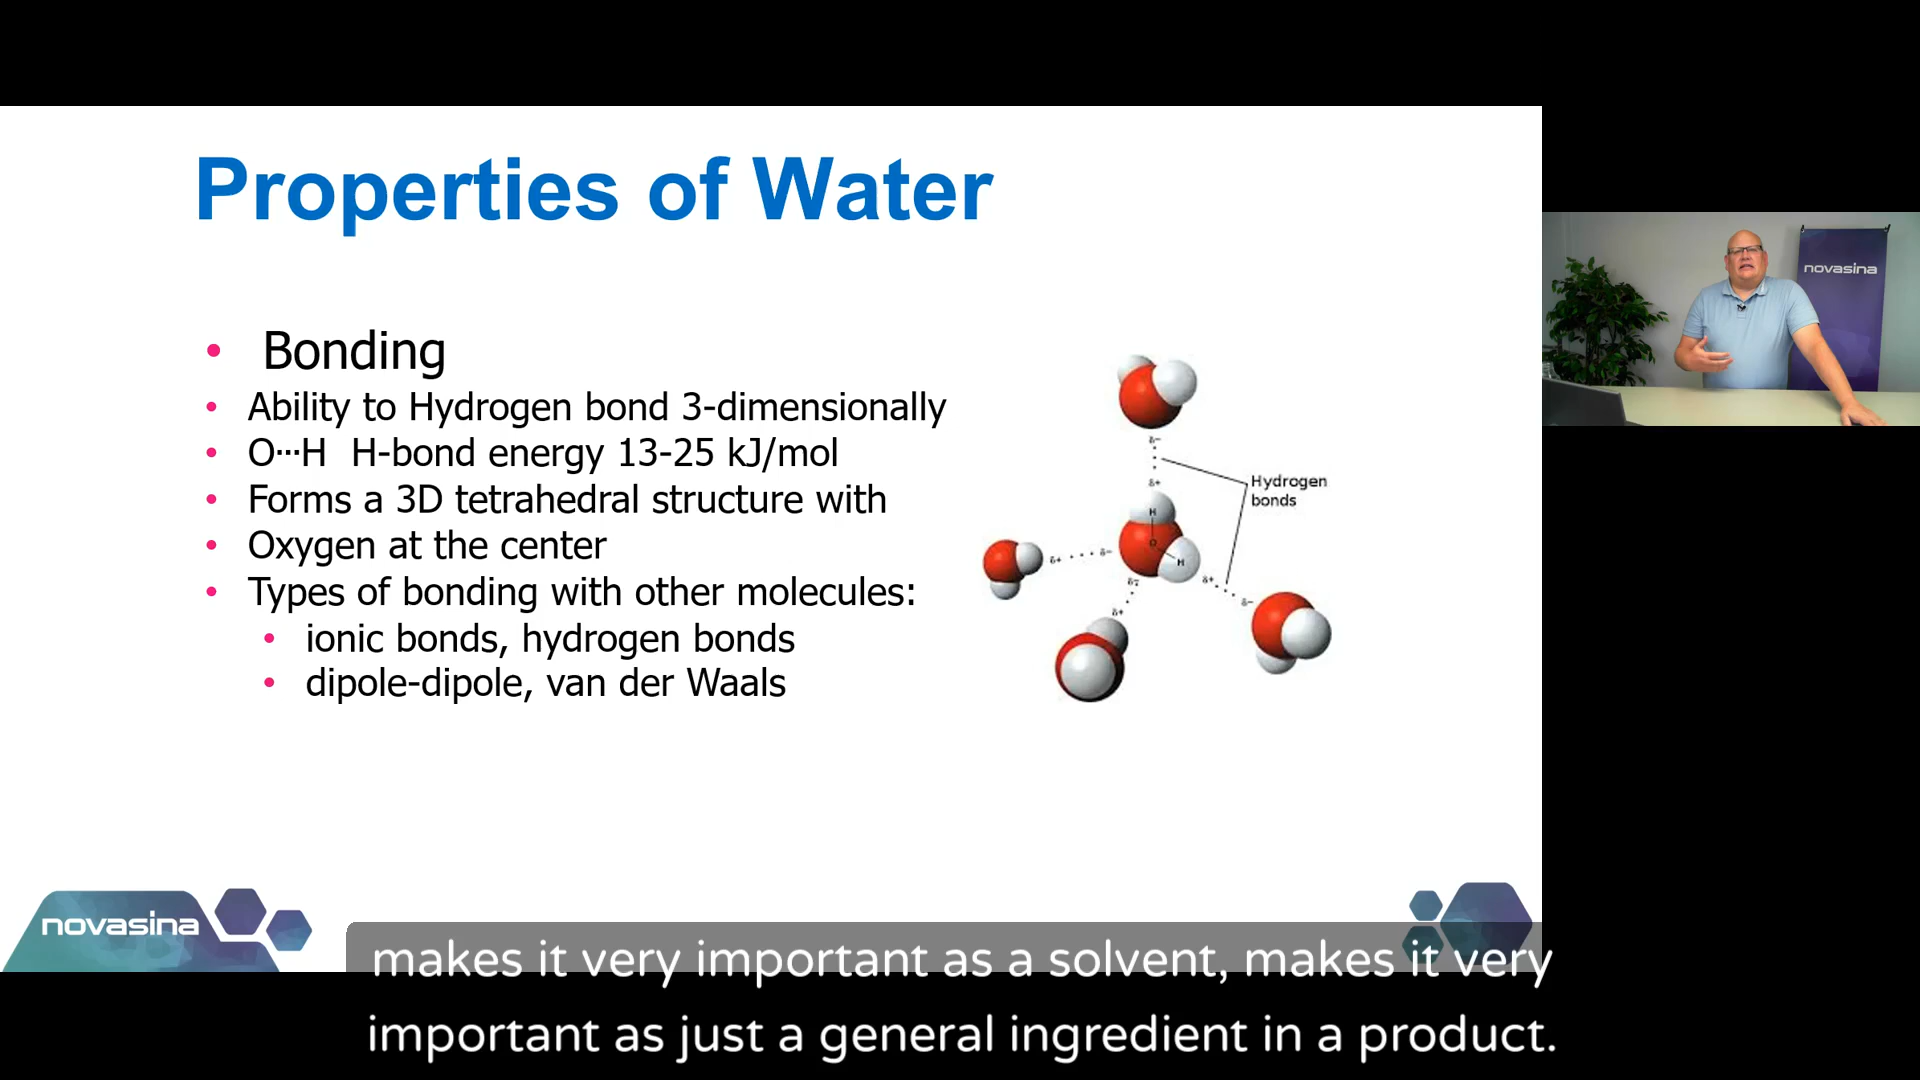 Properties of Water
• Bonding
• Ability to Hydrogen bond 3-dimensionally
• O···H H-bond energy 13-25 kJ/mol
• Forms a 3D tetrahedral structure with
• Oxygen at the center
• Types of bonding with other molecules:
• ionic bonds, hydrogen bonds
• dipole-dipole, van der Waals
δ−
δ+
Hydrogen
bonds
H
O
H
δ+ δ−
δ−
δ+
δ+
δ−
novasina
novasina
makes it very important as a solvent, makes it very
important as just a general ingredient in a product.